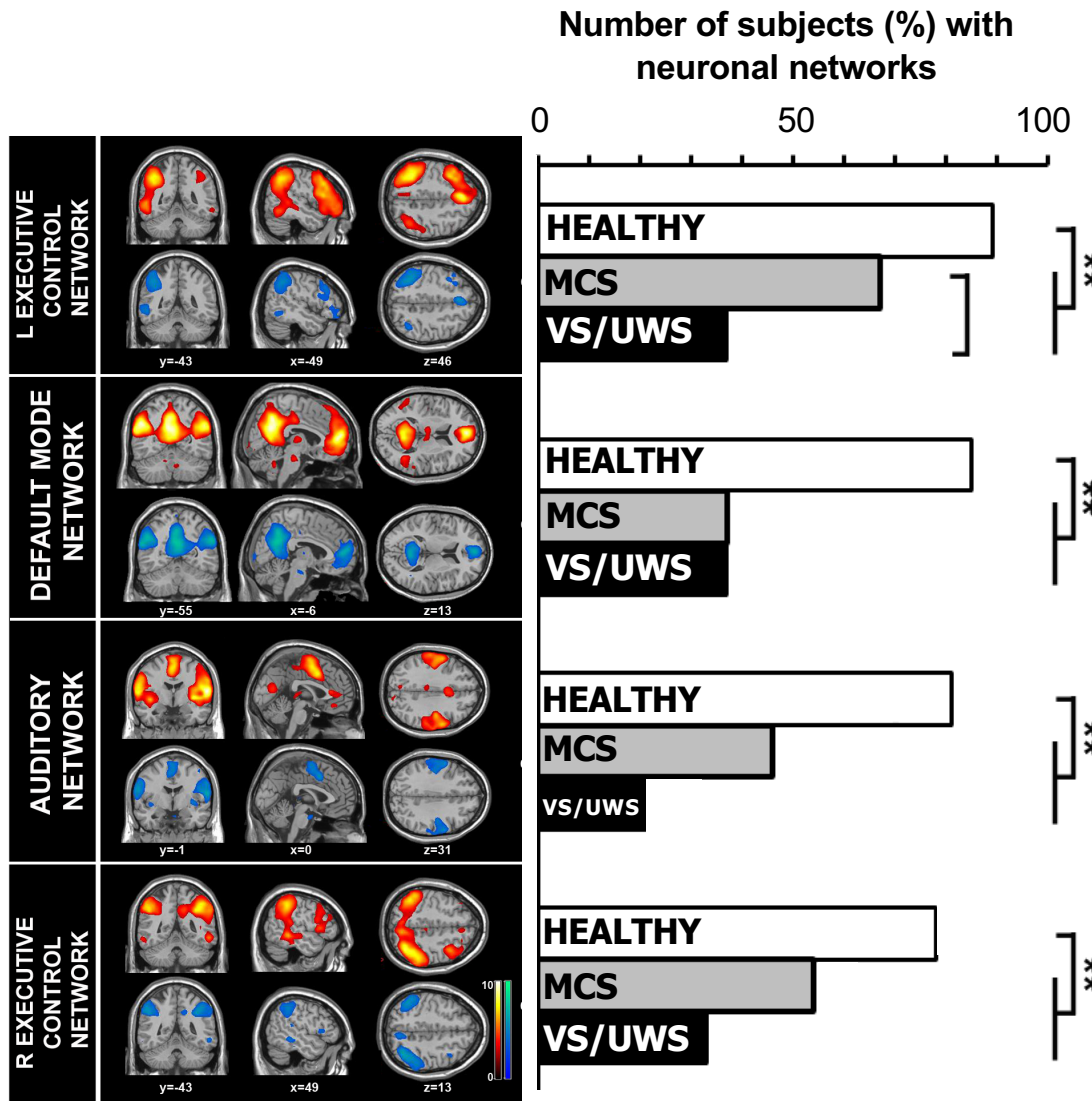 Number of subjects (%) with
neuronal networks
0 50 100
L EXECUTIVE
CONTROL
NETWORK
y=-43 x=-49 z=46
HEALTHY
MCS
VS/UWS
**
DEFAULT MODE
NETWORK
y=-55 x=-6 z=13
HEALTHY
MCS
VS/UWS
**
AUDITORY
NETWORK
y=-1 x=0 z=31
HEALTHY
MCS
VS/UWS
**
R EXECUTIVE
CONTROL
NETWORK
10
0
y=-43 x=49 z=13
HEALTHY
MCS
VS/UWS
**